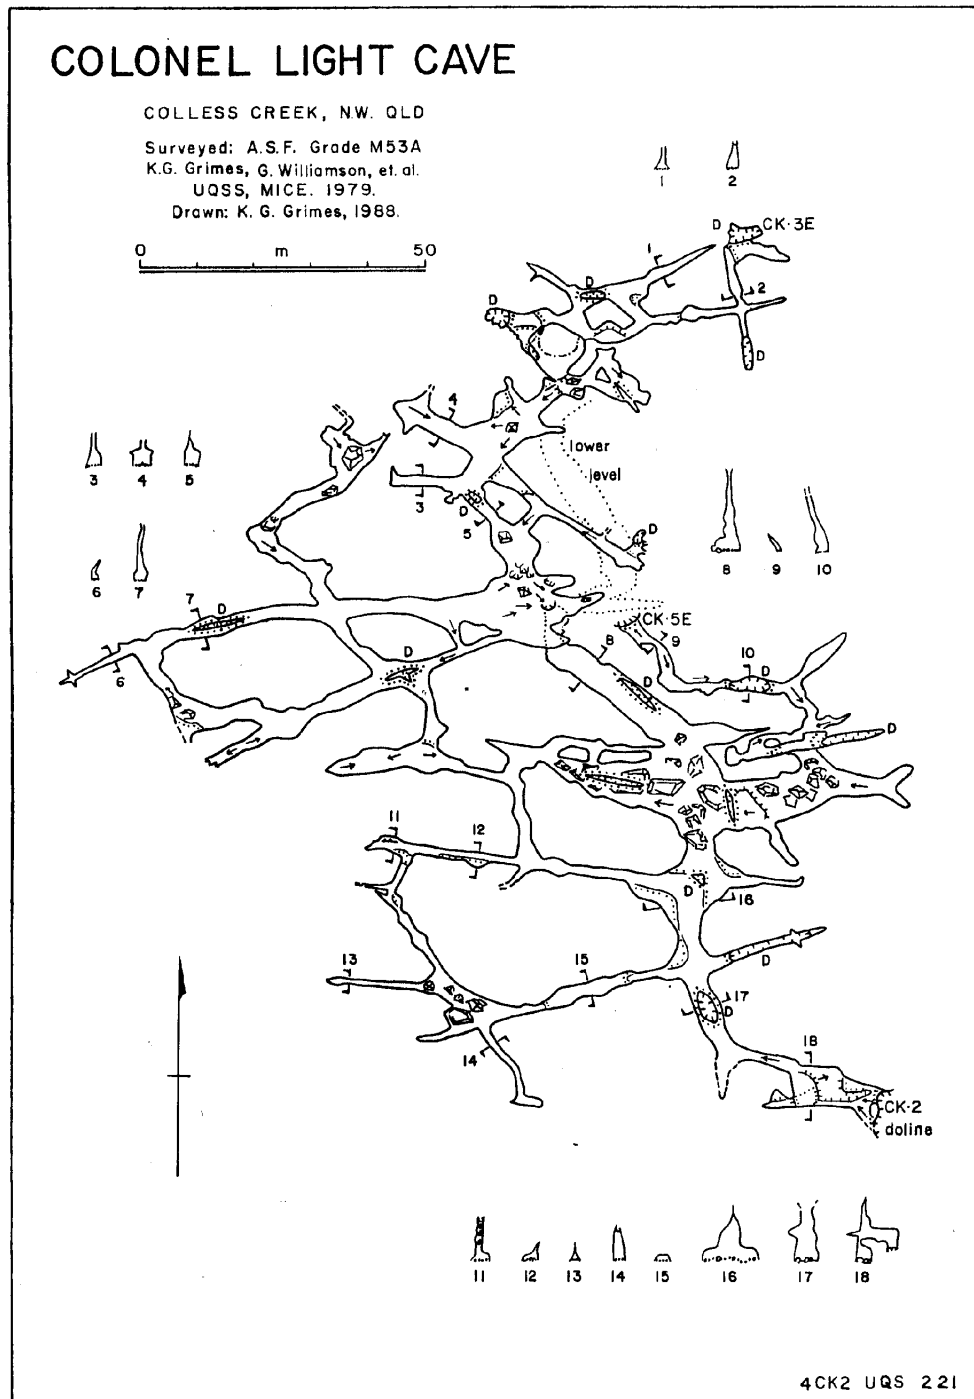 COLONEL LIGHT CAVE
COLLESS CREEK, N.W. QLD
Surveyed: A.S.F. Grade M53A
K.G. Grimes, G. Williamson, et. al.
UQSS, MICE. 1979.
Drawn: K. G. Grimes, 1988.
0 m 50
1 2
D CK-3E
1
D
2
D
D
4
3 4 5
lower
level
3
D
5
D
8 9 10
6 7
7 D
CK-5E
8 9
6
D
10 D
D
D
11
12
D
16
13
15
D
17
D
14
18
CK-2
doline
11 12 13 14 15 16 17 18
4CK2 UQS 221